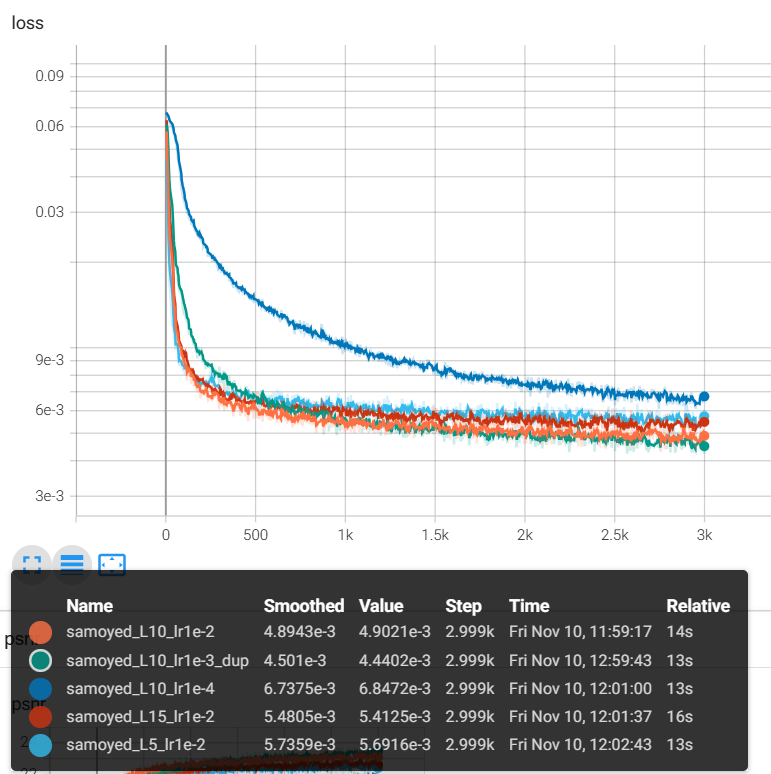 loss
0.09
0.06
0.03
9e-3
6e-3
3e-3
0 500 1k 1.5k 2k 2.5k 3k
Name Smoothed Value Step Time Relative
samoyed_L10_lr1e-2 4.8943e-3 4.9021e-3 2.999k Fri Nov 10, 11:59:17 14s
samoyed_L10_lr1e-3_dup 4.501e-3 4.4402e-3 2.999k Fri Nov 10, 12:59:43 13s
samoyed_L10_lr1e-4 6.7375e-3 6.8472e-3 2.999k Fri Nov 10, 12:01:00 13s
samoyed_L15_lr1e-2 5.4805e-3 5.4125e-3 2.999k Fri Nov 10, 12:01:37 16s
samoyed_L5_lr1e-2 5.7359e-3 5.6916e-3 2.999k Fri Nov 10, 12:02:43 13s
psnr
psnr
22